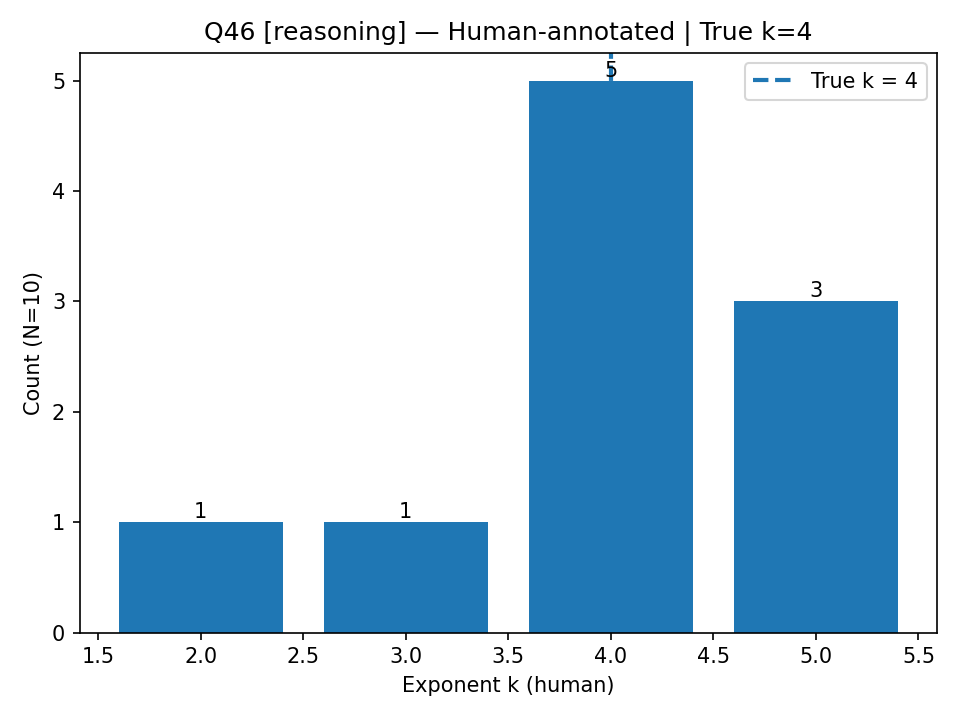 Q46 [reasoning] — Human-annotated | True k=4
True k = 4
5
3
1
1
5
4
3
2
1
0
Count (N=10)
1.5 2.0 2.5 3.0 3.5 4.0 4.5 5.0 5.5
Exponent k (human)